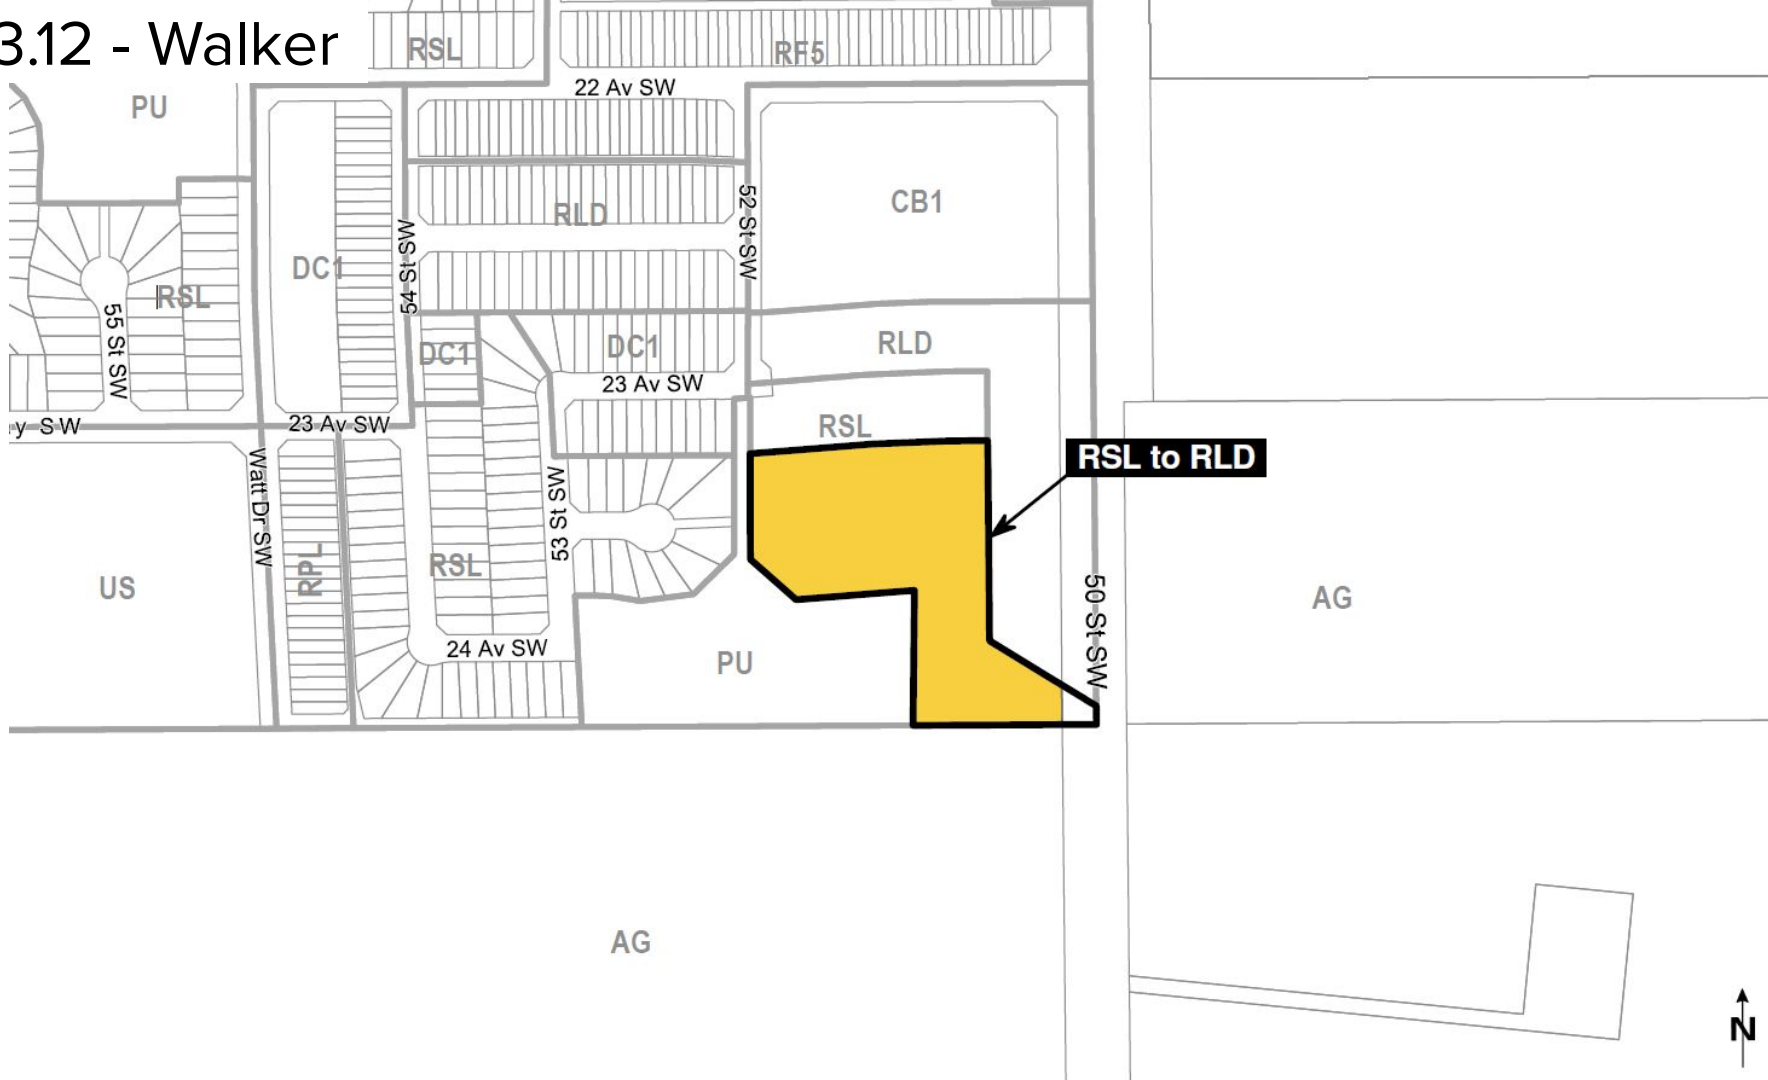 3.12 - Walker
RSL
RF5
22 Av SW
PU
CB1
RLD
52 St SW
54 St SW
DC1
RSL
55 St SW
DC1
DC1
RLD
23 Av SW
y SW
23 Av SW
RSL
RSL to RLD
Watt Dr SW
53 St SW
RPL
RSL
US
50 St SW
AG
24 Av SW
PU
AG
N